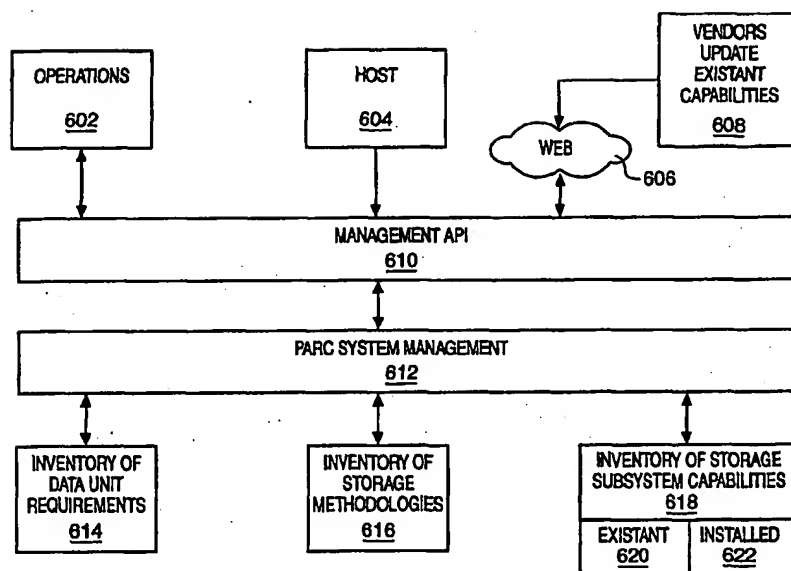 OPERATIONS
602
HOST
604
VENDORS
UPDATE
EXISTANT
CAPABILITIES
608
WEB
606
MANAGEMENT API
610
PARC SYSTEM MANAGEMENT
612
INVENTORY OF
DATA UNIT
REQUIREMENTS
614
INVENTORY OF
STORAGE
METHODOLOGIES
616
INVENTORY OF STORAGE
SUBSYSTEM CAPABILITIES
618
EXISTANT
620
INSTALLED
622